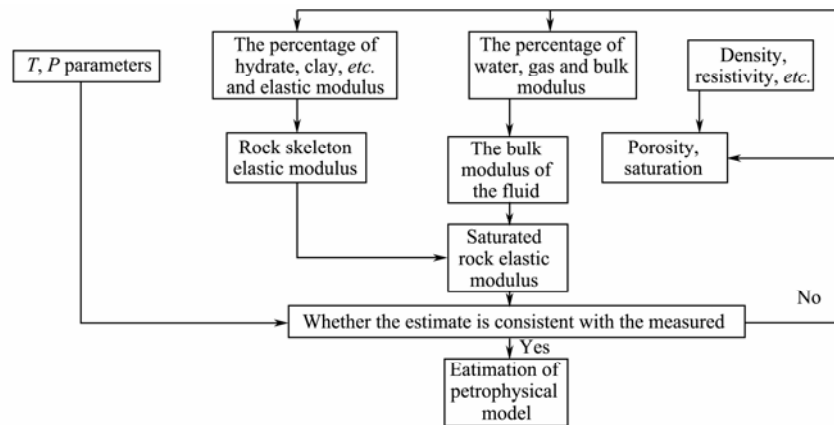 T, P parameters
The percentage of
hydrate, clay, etc.
and elastic modulus
The percentage of
water, gas and bulk
modulus
Density,
resistivity, etc.
Rock skeleton
elastic modulus
The bulk
modulus of
the fluid
Porosity,
saturation
Saturated
rock elastic
modulus
No
Whether the estimate is consistent with the measured
Yes
Eatimation of
petrophysical
model